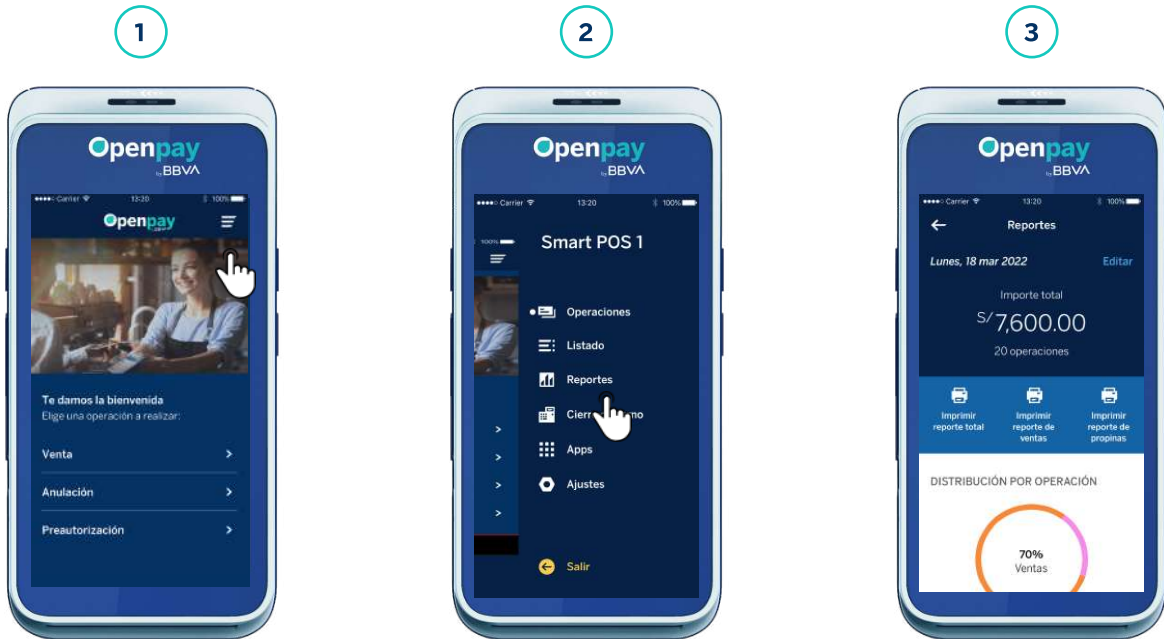 1
Openpay
by BBVA
Carrier 13:20 100%
Openpay
Te damos la bienvenida
Elige una operación a realizar:
Venta >
Anulación >
Preautorización >
2
Openpay
by BBVA
Carrier 13:20 100%
100%
Smart POS 1
Operaciones
Listado
Reportes
> 
Apps
>
Ajustes
>
>
Salir
3
Openpay
by BBVA
Carrier 13:20 100%
Reportes
Lunes, 18 mar 2022 Editar
Importe total
S/ 7,600.00
20 operaciones
Imprimir reporte total
Imprimir reporte de ventas
Imprimir reporte de propinas
DISTRIBUCIÓN POR OPERACIÓN
70%
Ventas